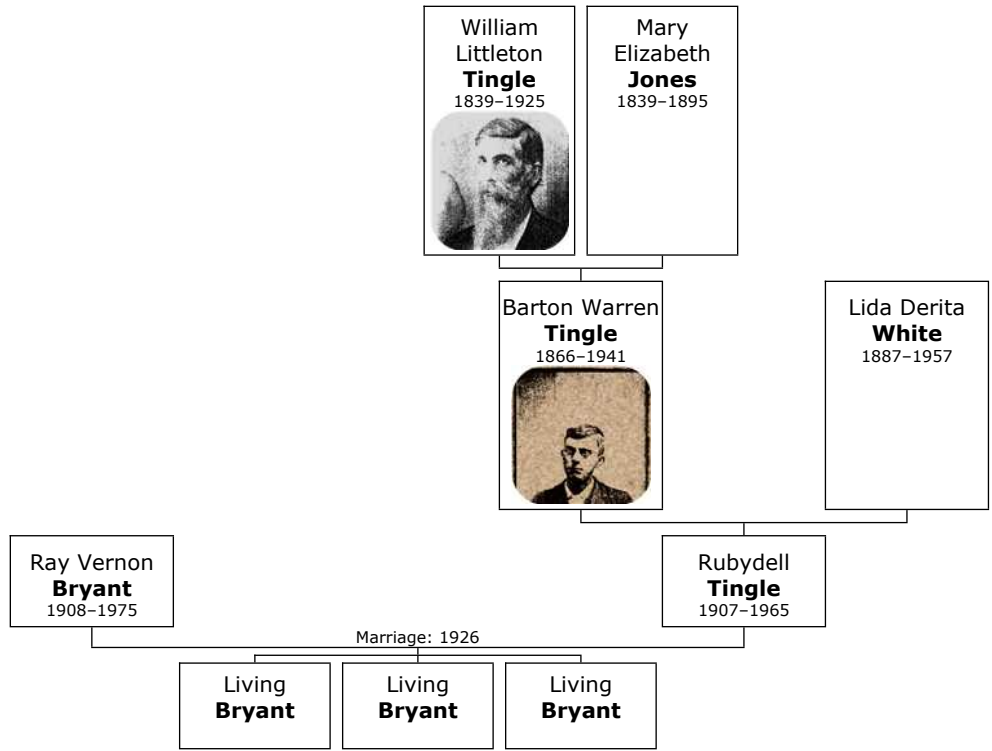 William
Littleton
Tingle
1839–1925
Mary
Elizabeth
Jones
1839–1895
Barton Warren
Tingle
1866–1941
Lida Derita
White
1887–1957
Ray Vernon
Bryant
1908–1975
Rubydell
Tingle
1907–1965
Marriage: 1926
Living
Bryant
Living
Bryant
Living
Bryant